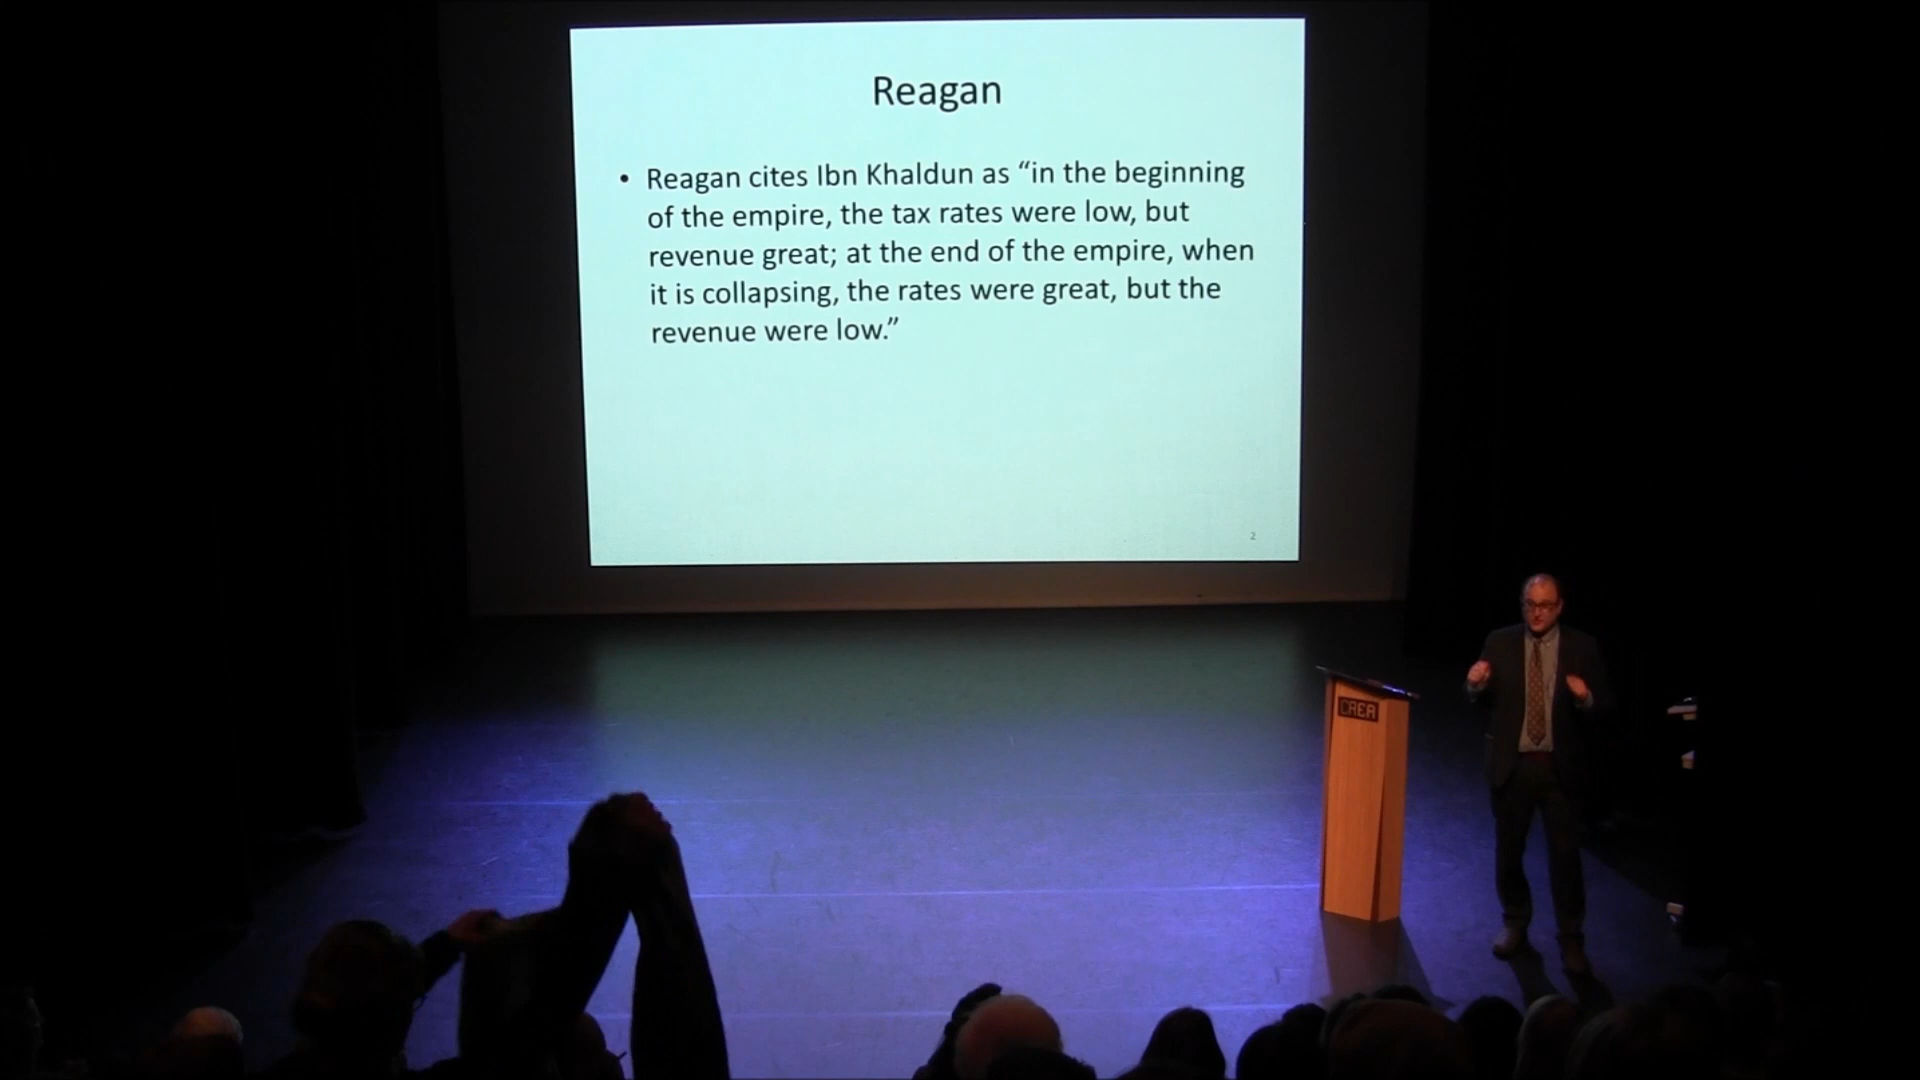 Reagan
• Reagan cites Ibn Khaldun as “in the beginning
of the empire, the tax rates were low, but
revenue great; at the end of the empire, when
it is collapsing, the rates were great, but the
revenue were low.”
2
CREA